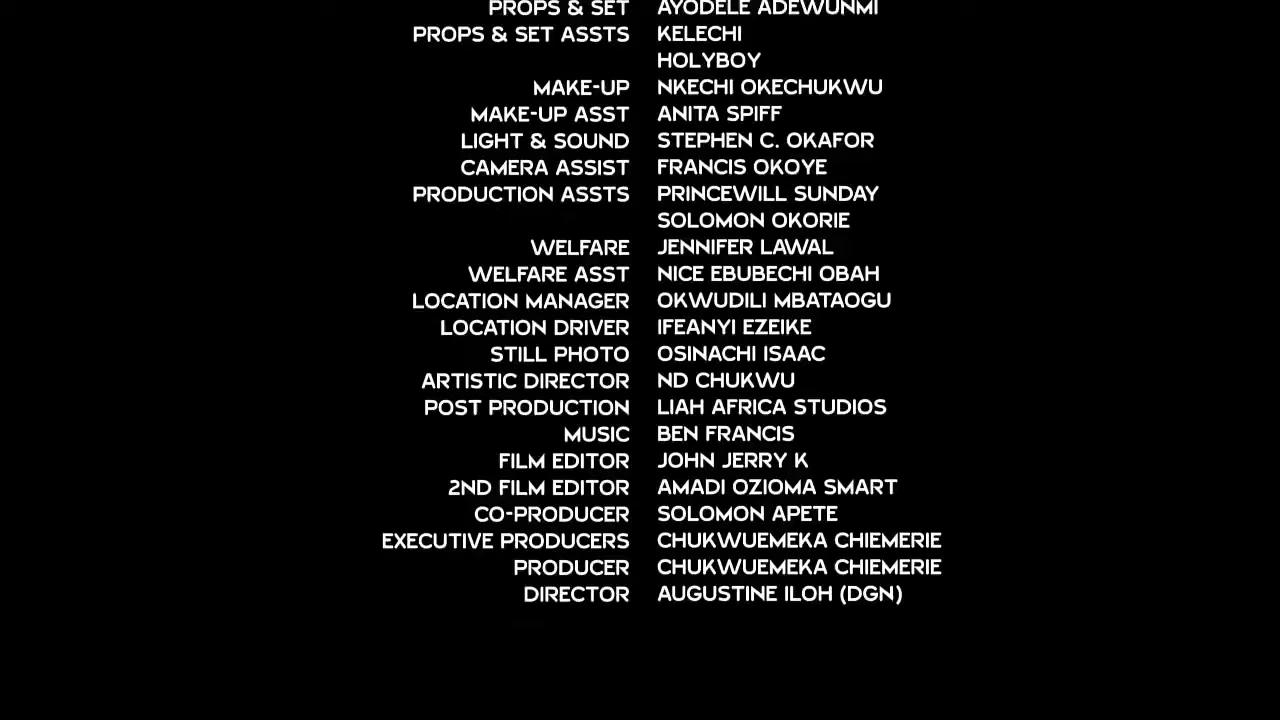 PROPS & SET AYODELE ADEWUNMI
PROPS & SET ASSTS KELECHI
HOLYBOY
MAKE-UP NKECHI OKECHUKWU
MAKE-UP ASST ANITA SPIFF
LIGHT & SOUND STEPHEN C. OKAFOR
CAMERA ASSIST FRANCIS OKOYE
PRODUCTION ASSTS PRINCEWILL SUNDAY
SOLOMON OKORIE
WELFARE JENNIFER LAWAL
WELFARE ASST NICE EBUBECHI OBAH
LOCATION MANAGER OKWUDILI MBATAOGU
LOCATION DRIVER IFEANYI EZEIKE
STILL PHOTO OSINACHI ISAAC
ARTISTIC DIRECTOR ND CHUKWU
POST PRODUCTION LIAH AFRICA STUDIOS
MUSIC BEN FRANCIS
FILM EDITOR JOHN JERRY K
2ND FILM EDITOR AMADI OZIOMA SMART
CO-PRODUCER SOLOMON APETE
EXECUTIVE PRODUCERS CHUKWUEMEKA CHIEMERIE
PRODUCER CHUKWUEMEKA CHIEMERIE
DIRECTOR AUGUSTINE ILOH (DGN)